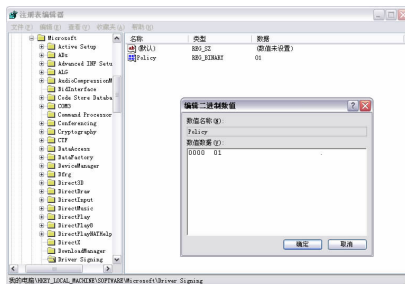 注册表编辑器
文件(F) 编辑(E) 查看(V) 收藏夹(A) 帮助(H)
Microsoft
Active Setup
ADs
Advanced INF Setu
ALG
AudioCompressionM
BidInterface
Code Store Databa
COM3
Command Processor
Conferencing
Cryptography
CTF
DataAccess
DataFactory
DeviceManager
Dfrg
Direct3D
DirectDraw
DirectInput
DirectMusic
DirectPlay
DirectPlay8
DirectPlayNATHelp
DirectX
DownloadManager
Driver Signing
名称 类型 数据
(默认) REG_SZ (数值未设置)
Policy REG_BINARY 01
编辑二进制数值
数值名称(N):
Policy
数值数据(V):
0000 01
确定 取消
我的电脑\HKEY_LOCAL_MACHINE\SOFTWARE\Microsoft\Driver Signing